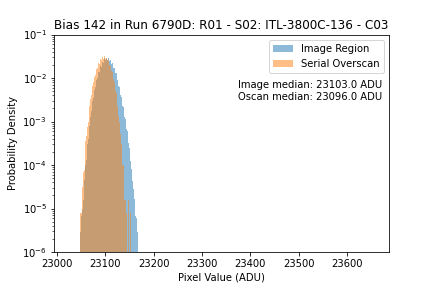 Bias 142 in Run 6790D: R01 - S02: ITL-3800C-136 - C03
Image Region
Serial Overscan
Image median: 23103.0 ADU
Oscan median: 23096.0 ADU
Probability Density
10⁻¹
10⁻²
10⁻³
10⁻⁴
10⁻⁵
10⁻⁶
23000 23100 23200 23300 23400 23500 23600
Pixel Value (ADU)